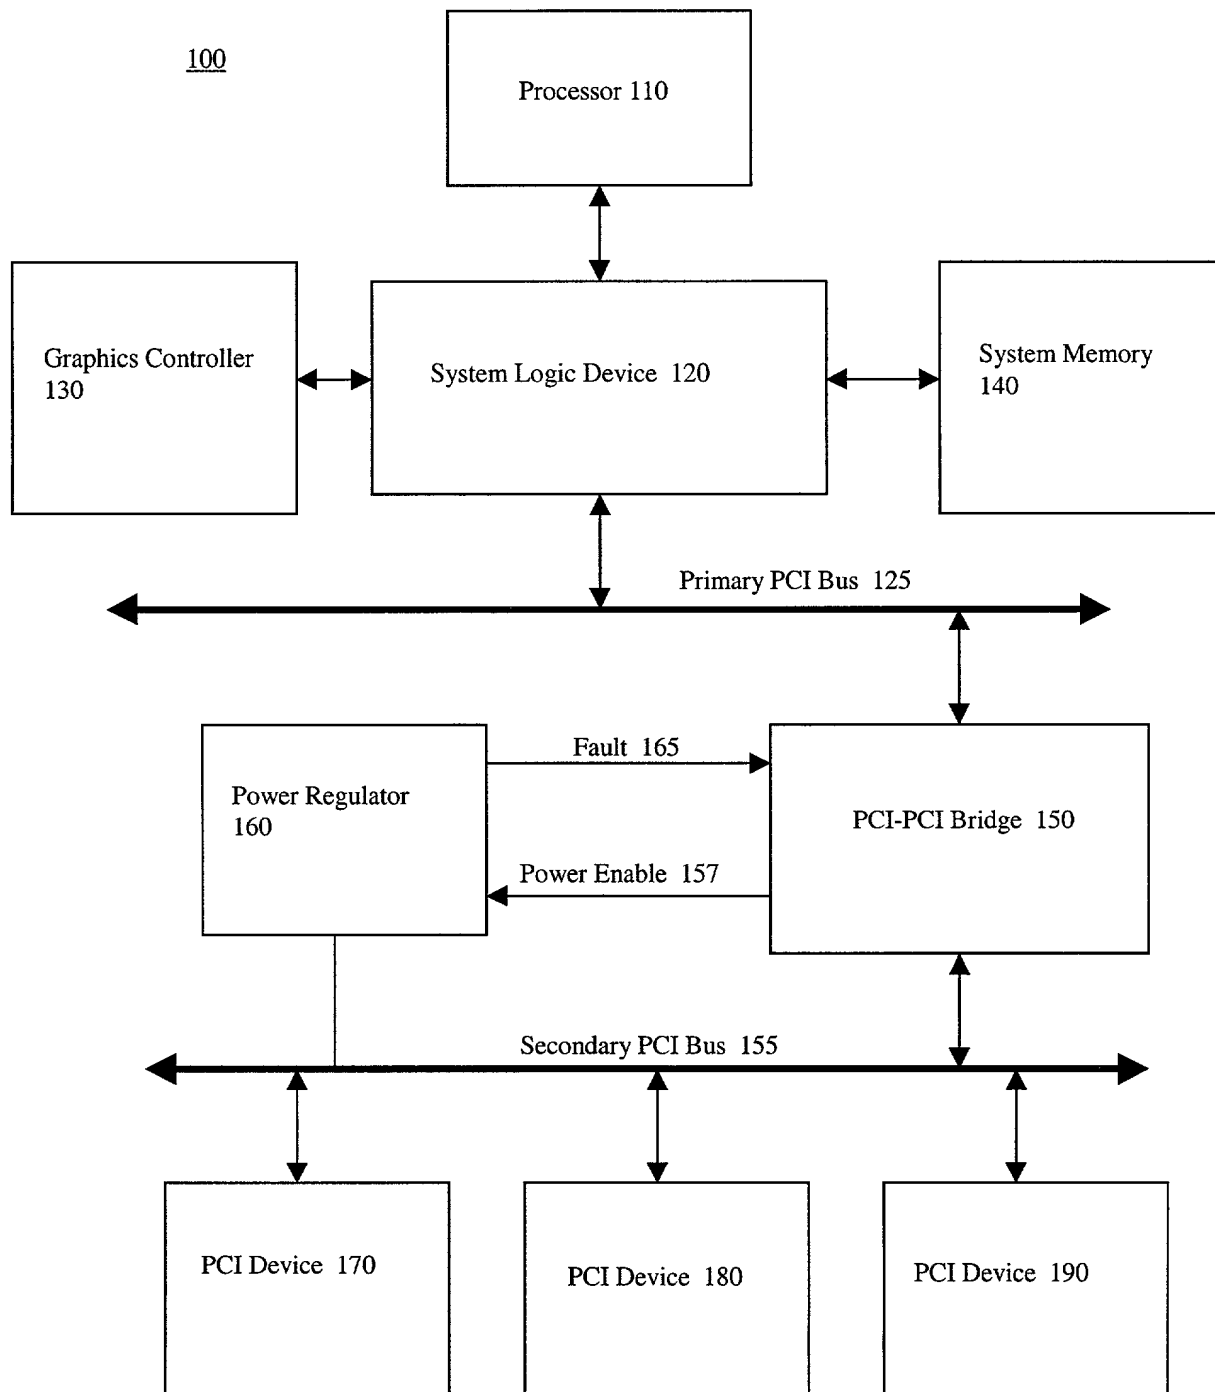 100
Processor 110
Graphics Controller
130
System Logic Device 120
System Memory
140
Primary PCI Bus 125
Fault 165
Power Regulator
160
PCI-PCI Bridge 150
Power Enable 157
Secondary PCI Bus 155
PCI Device 170
PCI Device 180
PCI Device 190